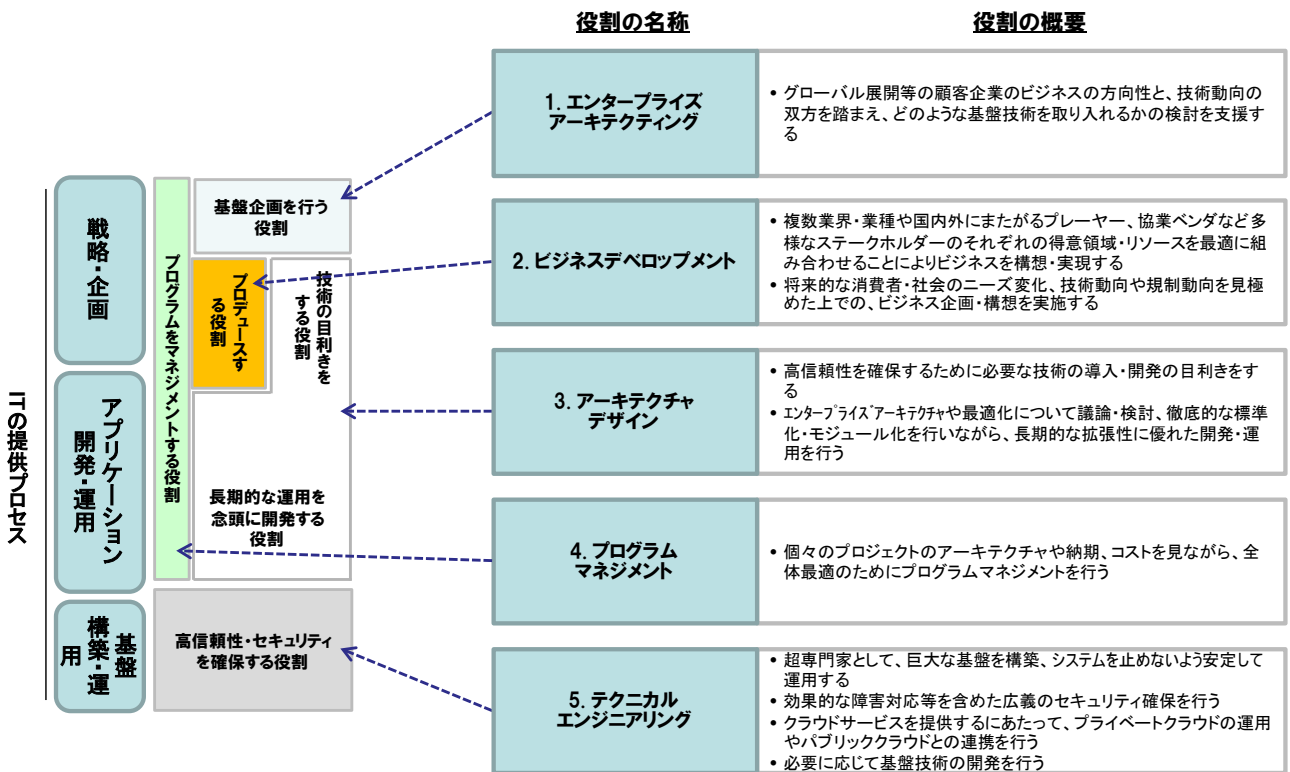 役割の名称
役割の概要
1. エンタープライズ
アーキテクティング
• グローバル展開等の顧客企業のビジネスの方向性と、技術動向の
双方を踏まえ、どのような基盤技術を取り入れるかの検討を支援す
る
2. ビジネスデベロップメント
• 複数業界・業種や国内外にまたがるプレーヤー、協業ベンダなど多
様なステークホルダーのそれぞれの得意領域・リソースを最適に組
み合わせることによりビジネスを構想・実現する
• 将来的な消費者・社会のニーズ変化、技術動向や規制動向を見極
めた上での、ビジネス企画・構想を実施する
3. アーキテクチャ
デザイン
• 高信頼性を確保するために必要な技術の導入・開発の目利きをす
る
• ｴﾝﾀｰﾌﾟﾗｲｽﾞｱｰｷﾃｸﾁｬや最適化について議論・検討、徹底的な標準
化・モジュール化を行いながら、長期的な拡張性に優れた開発・運
用を行う
4. プログラム
マネジメント
• 個々のプロジェクトのアーキテクチャや納期、コストを見ながら、全
体最適のためにプログラムマネジメントを行う
5. テクニカル
エンジニアリング
• 超専門家として、巨大な基盤を構築、システムを止めないよう安定して
運用する
• 効果的な障害対応等を含めた広義のセキュリティ確保を行う
• クラウドサービスを提供するにあたって、プライベートクラウドの運用
やパブリッククラウドとの連携を行う
• 必要に応じて基盤技術の開発を行う
ITの提供プロセス
戦略・企画
アプリケーション
開発・運用
基盤
構築・運
用
プログラムをマネジメントする役割
基盤企画を行う
役割
プロデュースす
る役割
技術の目利きを
する役割
長期的な運用を
念頭に開発する
役割
高信頼性・セキュリティ
を確保する役割